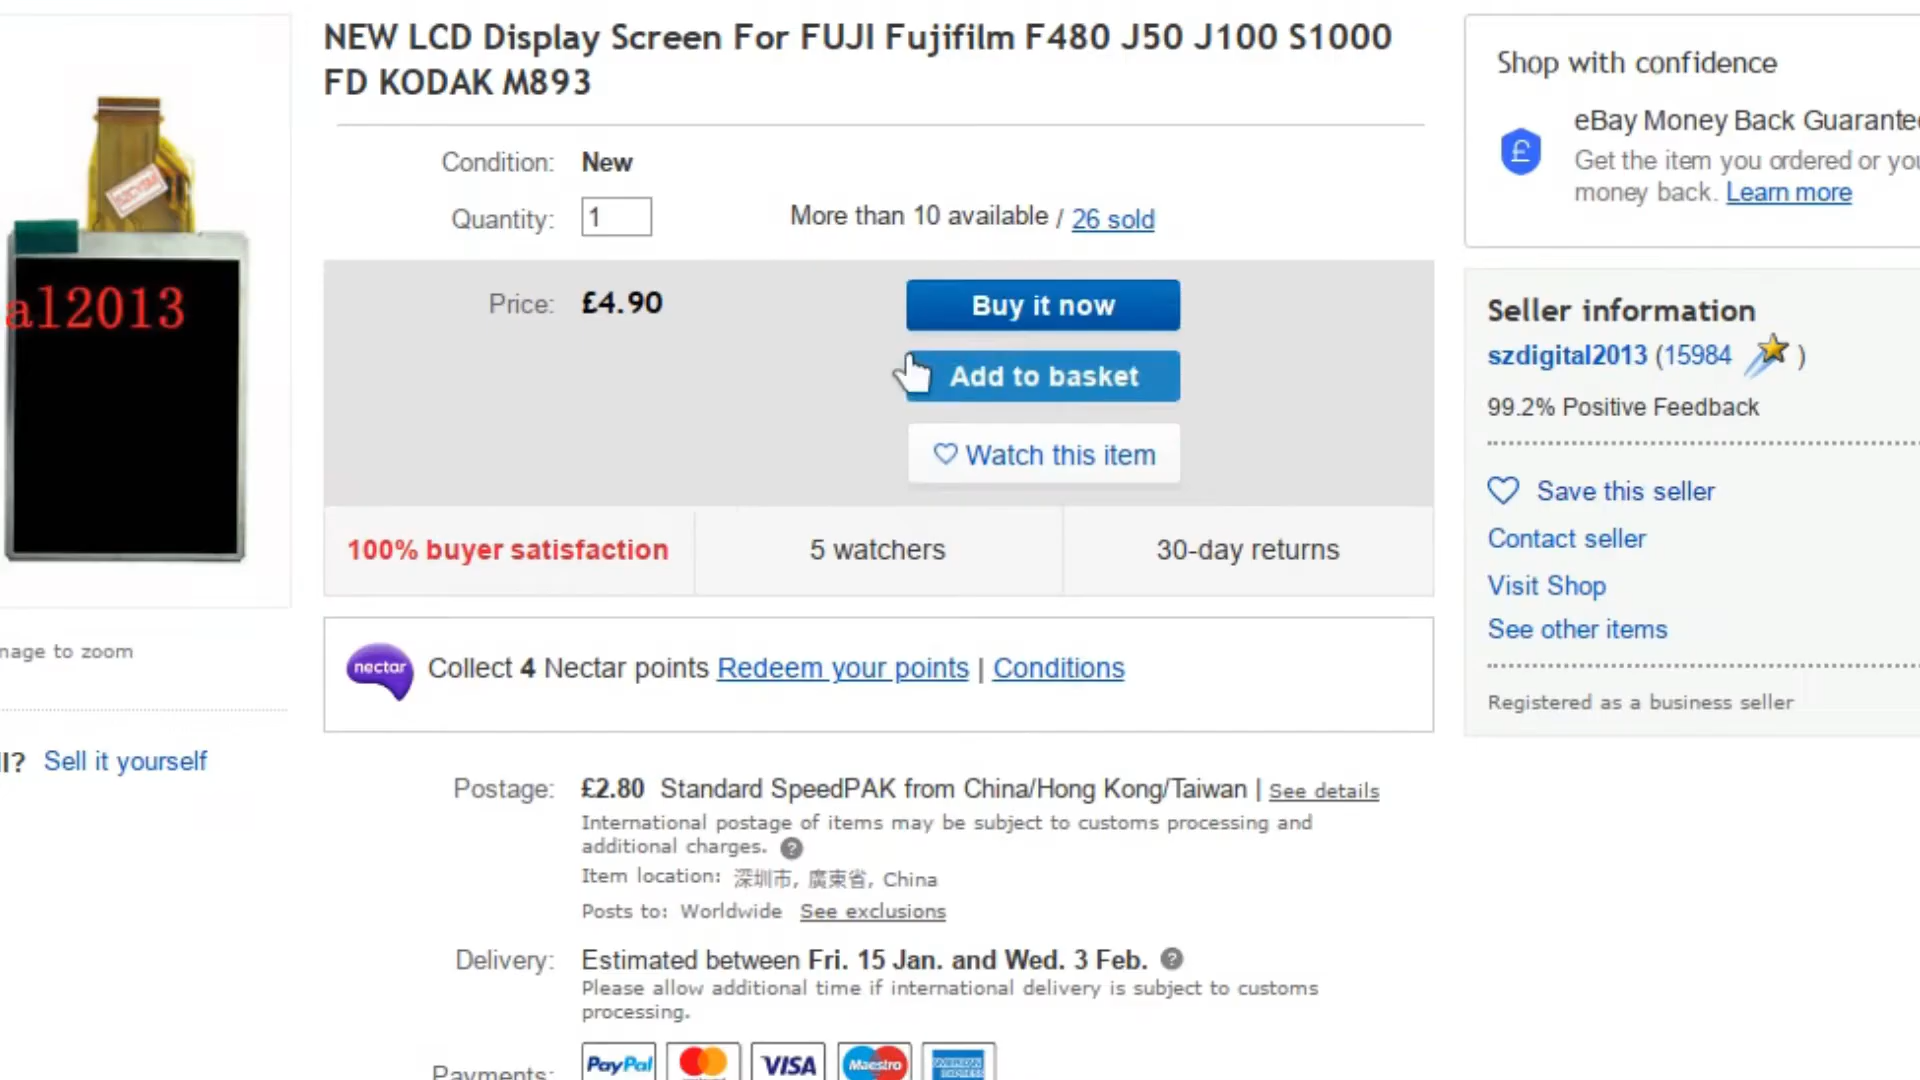 NEW LCD Display Screen For FUJI Fujifilm F480 J50 J100 S1000
FD KODAK M893
Condition: New
Quantity: 1 More than 10 available / 26 sold
Price: £4.90
Buy it now
Add to basket
Watch this item
100% buyer satisfaction 5 watchers 30-day returns
nectar Collect 4 Nectar points Redeem your points | Conditions
Postage: £2.80 Standard SpeedPAK from China/Hong Kong/Taiwan | See details
International postage of items may be subject to customs processing and
additional charges. ?
Item location: 深圳市, 廣東省, China
Posts to: Worldwide See exclusions
Delivery: Estimated between Fri. 15 Jan. and Wed. 3 Feb. ?
Please allow additional time if international delivery is subject to customs
processing.
Payments: PayPal VISA Maestro AMERICAN EXPRESS
al2013
mage to zoom
ll? Sell it yourself
Shop with confidence
£ eBay Money Back Guarantee
Get the item you ordered or you
money back. Learn more
Seller information
szdigital2013 (15984 )
99.2% Positive Feedback
Save this seller
Contact seller
Visit Shop
See other items
Registered as a business seller